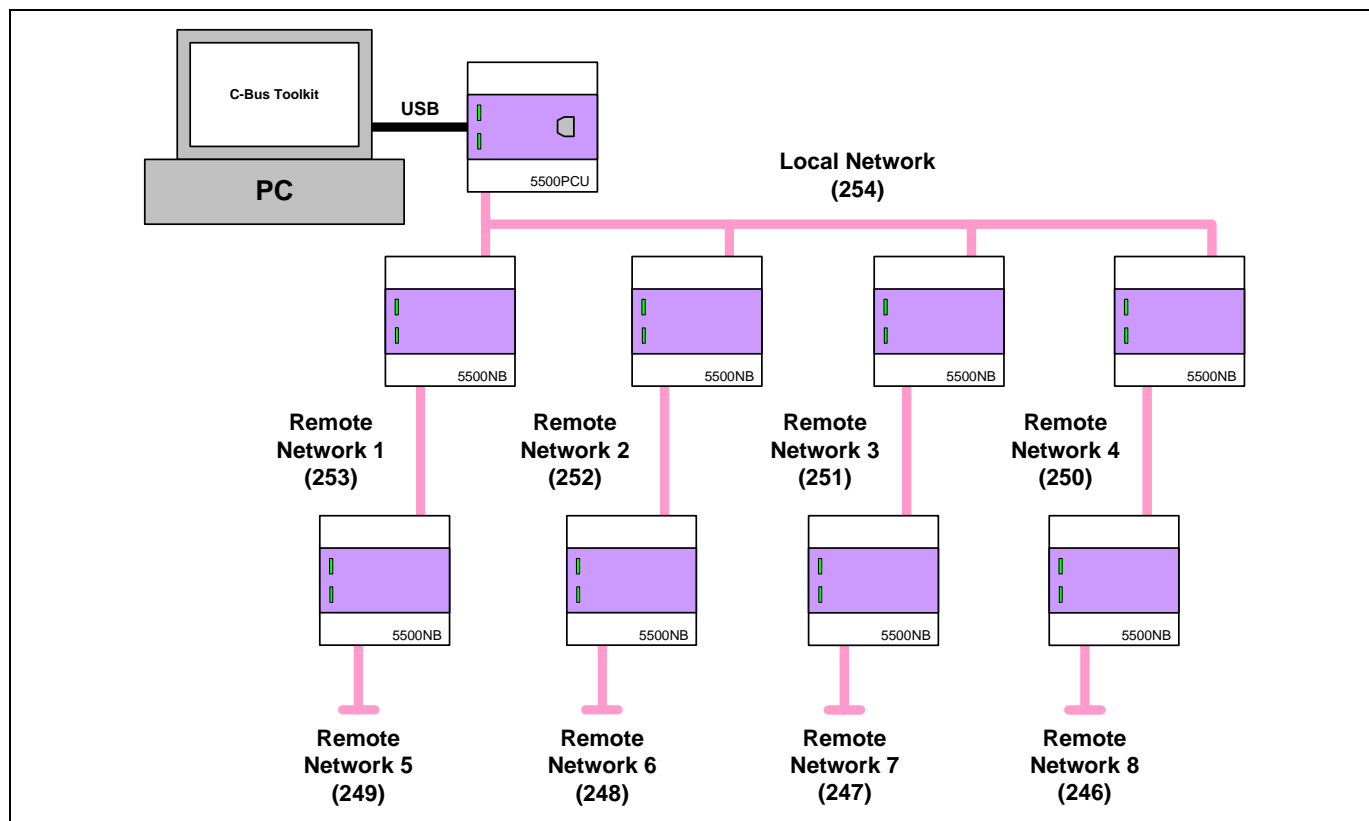 C-Bus Toolkit
USB
5500PCU
PC
Local Network
(254)
5500NB
5500NB
5500NB
5500NB
Remote
Network 1
(253)
Remote
Network 2
(252)
Remote
Network 3
(251)
Remote
Network 4
(250)
5500NB
5500NB
5500NB
5500NB
Remote
Network 5
(249)
Remote
Network 6
(248)
Remote
Network 7
(247)
Remote
Network 8
(246)